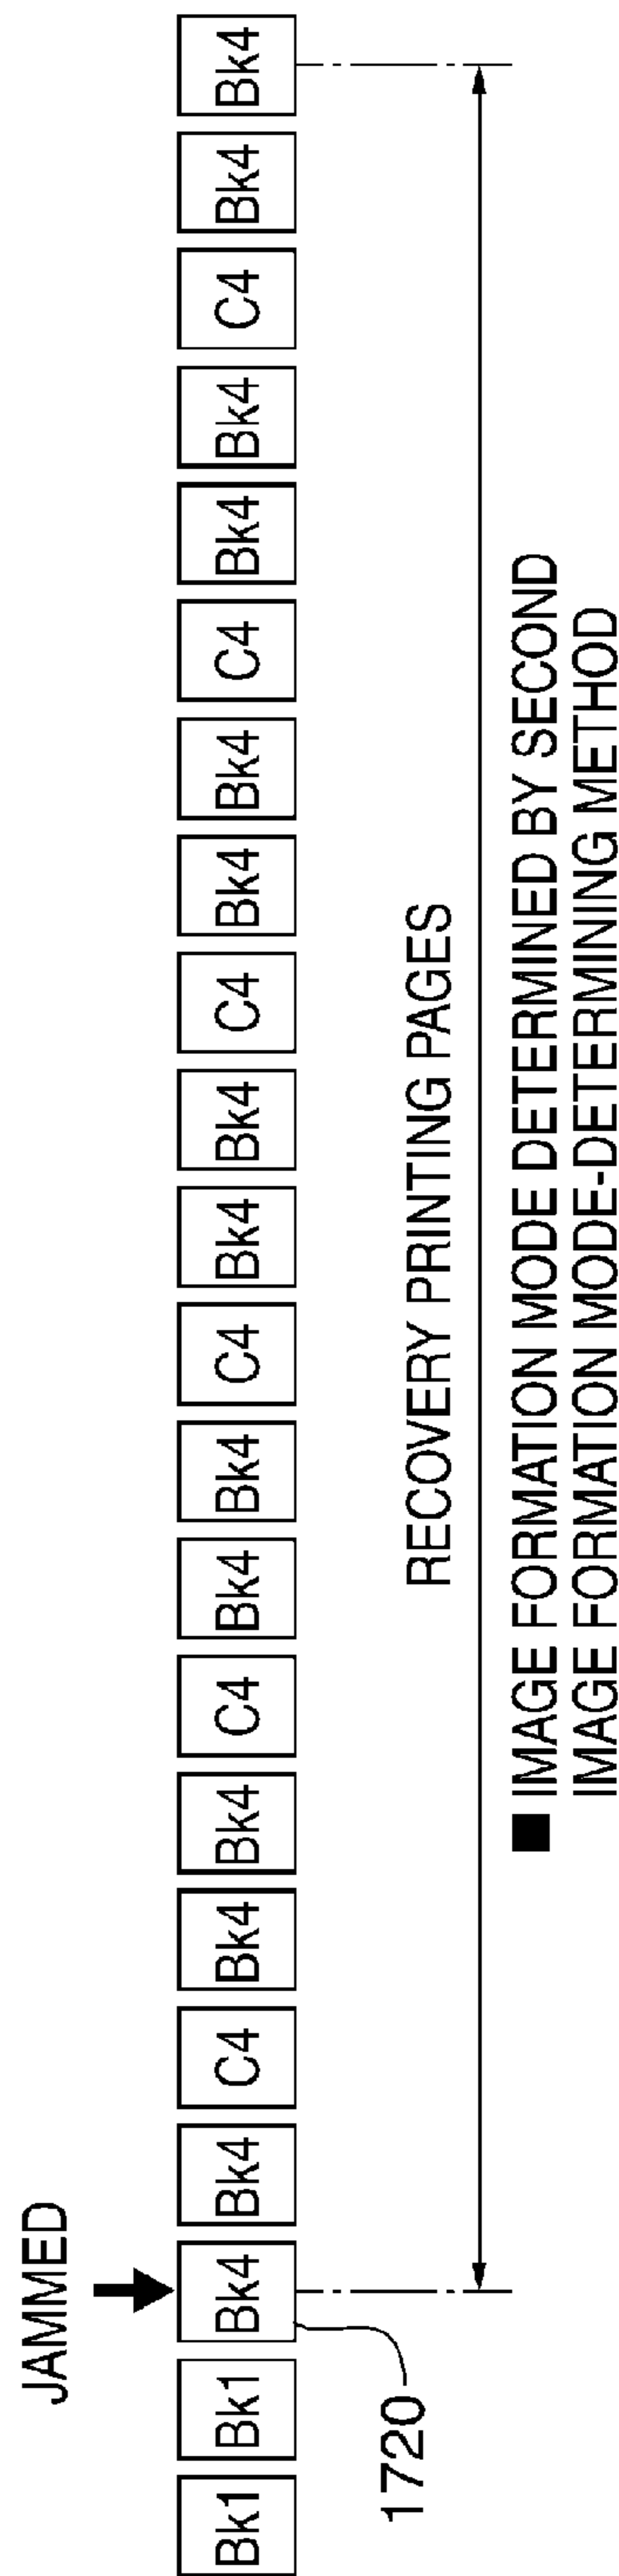 JAMMED
Bk1 Bk1 Bk4 Bk4 C4 Bk4 Bk4 C4 Bk4 Bk4 C4 Bk4 Bk4 C4 Bk4 Bk4 C4 Bk4 Bk4 C4 Bk4 Bk4
1720
RECOVERY PRINTING PAGES
■ IMAGE FORMATION MODE DETERMINED BY SECOND
IMAGE FORMATION MODE-DETERMINING METHOD